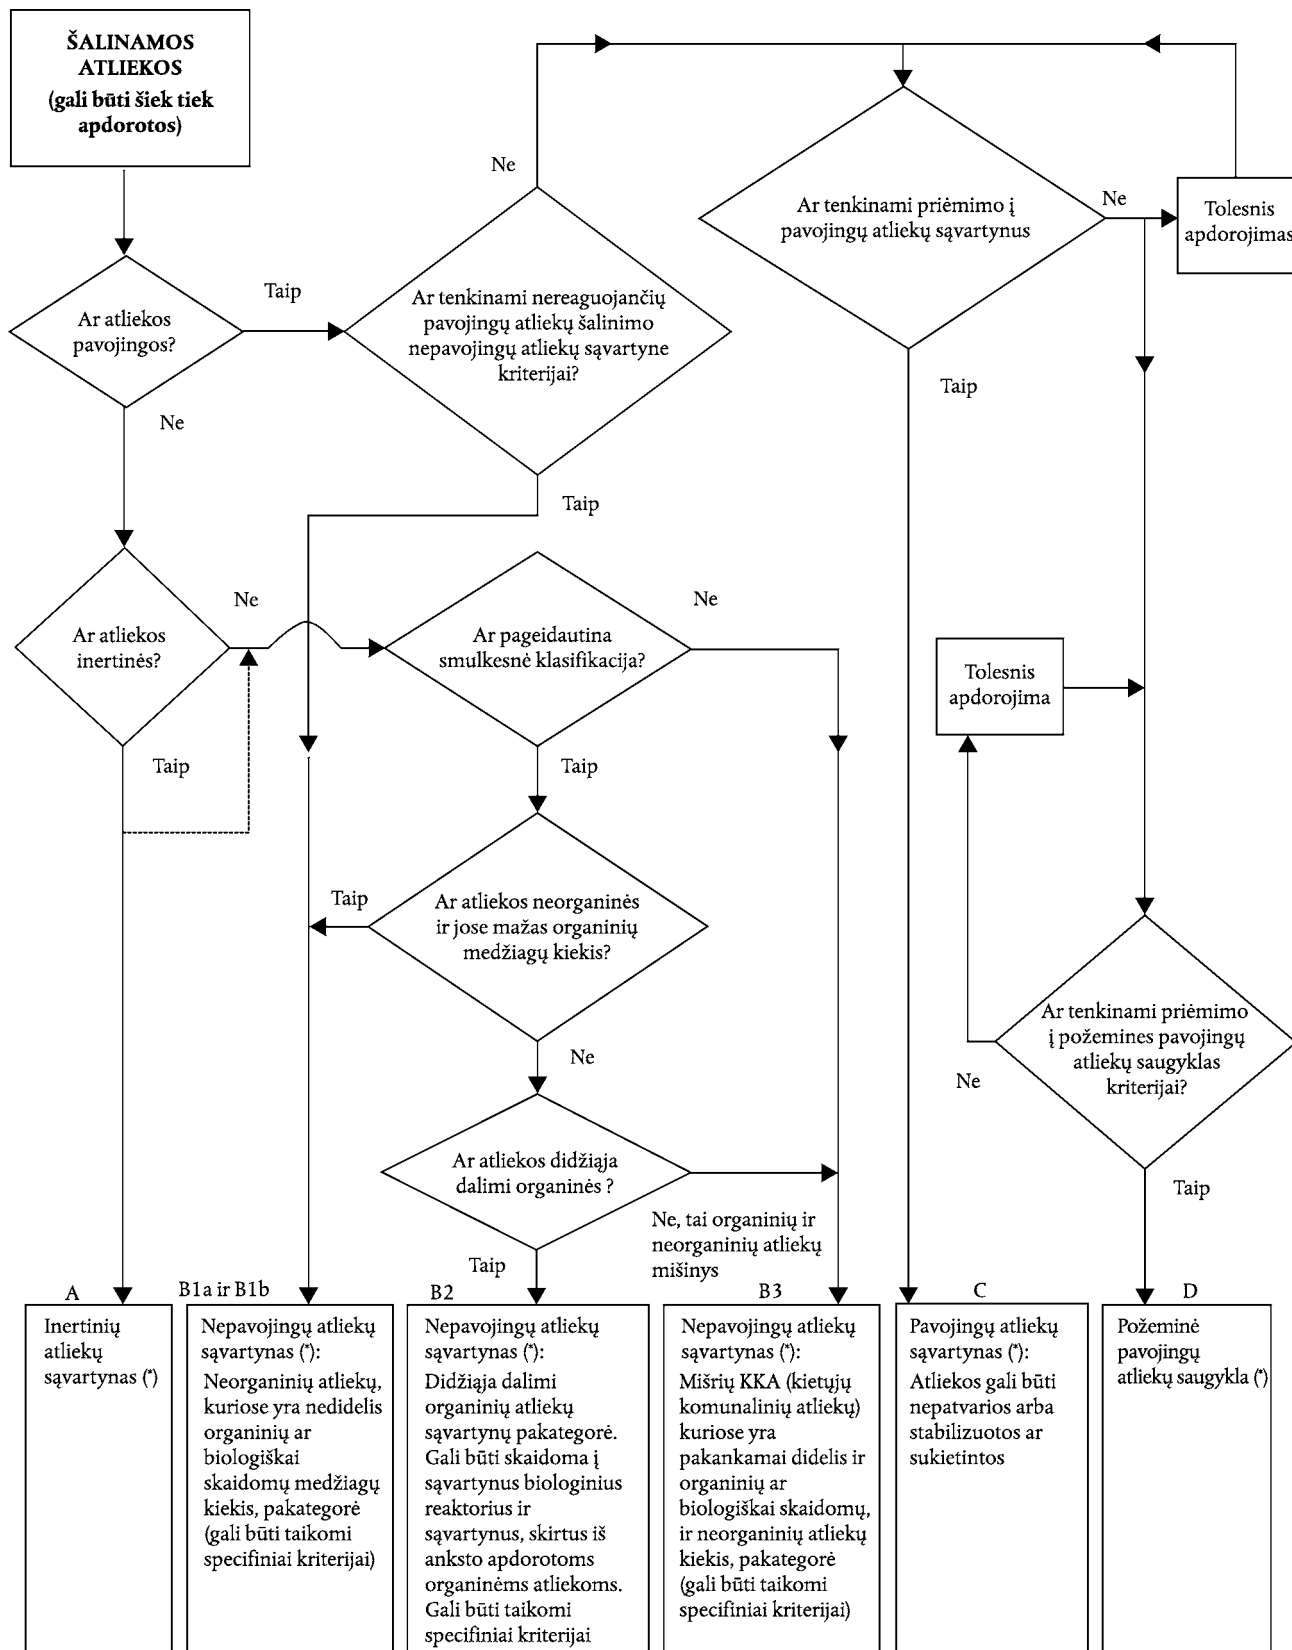 ŠALINAMOS
ATLIEKOS
(gali būti šiek tiek
apdorotos)
Ne
Ar tenkinami priėmimo į
pavojingų atliekų sąvartynus
Ne
Tolesnis
apdorojimas
Taip
Ar atliekos
pavojingos?
Taip
Ar tenkinami nereaguojančių
pavojingų atliekų šalinimo
nepavojingų atliekų sąvartyne
kriterijai?
Ne
Taip
Ar atliekos
inertinės?
Ne
Ar pageidautina
smulkesnė klasifikacija?
Ne
Tolesnis
apdorojima
Taip
Taip
Taip
Ar atliekos neorganinės
ir jose mažas organinių
medžiagų kiekis?
Ne
Ar tenkinami priėmimo
į požemines pavojingų
atliekų saugyklas
kriterijai?
Ne
Taip
Ar atliekos didžiąja
dalimi organinės ?
Ne, tai organinių ir
neorganinių atliekų
mišinys
Taip
A
Inertinių
atliekų
sąvartynas (*)
B1a ir B1b
Nepavojingų atliekų
sąvartynas (*):
Neorganinių atliekų,
kuriose yra nedidelis
organinių ar
biologiškai
skaidomų medžiagų
kiekis, pakategorė
(gali būti taikomi
specifiniai kriterijai)
B2
Nepavojingų atliekų
sąvartynas (*):
Didžiąja dalimi
organinių atliekų
sąvartynų pakategorė.
Gali būti skaidoma į
sąvartynus biologinius
reaktorius ir
sąvartynus, skirtus iš
anksto apdorotoms
organinėms atliekoms.
Gali būti taikomi
specifiniai kriterijai
B3
Nepavojingų atliekų
sąvartynas (*):
Mišrių KKA (kietųjų
komunalinių atliekų)
kuriose yra
pakankamai didelis ir
organinių ar
biologiškai skaidomų,
ir neorganinių atliekų
kiekis, pakategorė
(gali būti taikomi
specifiniai kriterijai)
C
Pavojingų atliekų
sąvartynas (*):
Atliekos gali būti
nepatvarios arba
stabilizuotos ar
sukietintos
D
Požeminė
pavojingų
atliekų saugykla (*)